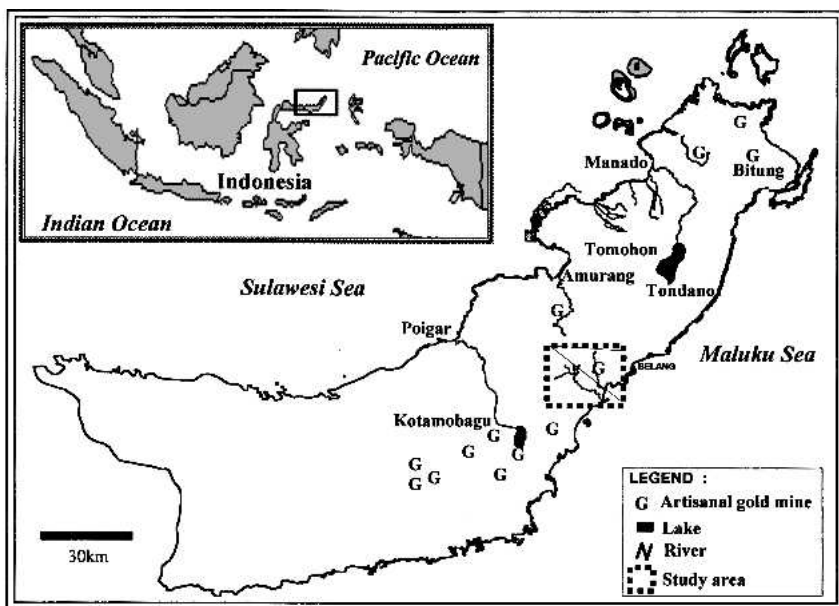 Pacific Ocean
Indonesia
Indian Ocean
G
Manado
G
G
Bitung
Tomohon
Amurang
Tondano
Sulawesi Sea
G
Poigar
Maluku Sea
G
BELANG
Kotamobagu
G
G
G
G
G
G
G
G
LEGEND :
G Artisanal gold mine
Lake
River
Study area
30km